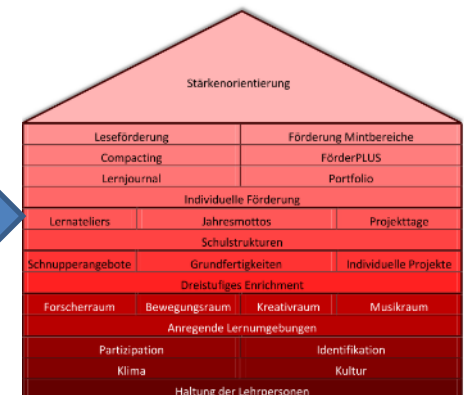 Stärkenorientierung
Leseförderung Förderung Mintbereiche
Compacting FörderPLUS
Lernjournal Portfolio
Individuelle Förderung
Lernateliers Jahresmottos Projekttage
Schulstrukturen
Schnupperangebote Grundfertigkeiten Individuelle Projekte
Dreistufiges Enrichment
Forscherraum Bewegungsraum Kreativraum Musikraum
Anregende Lernumgebungen
Partizipation Identifikation
Klima Kultur
Haltung der Lehrpersonen